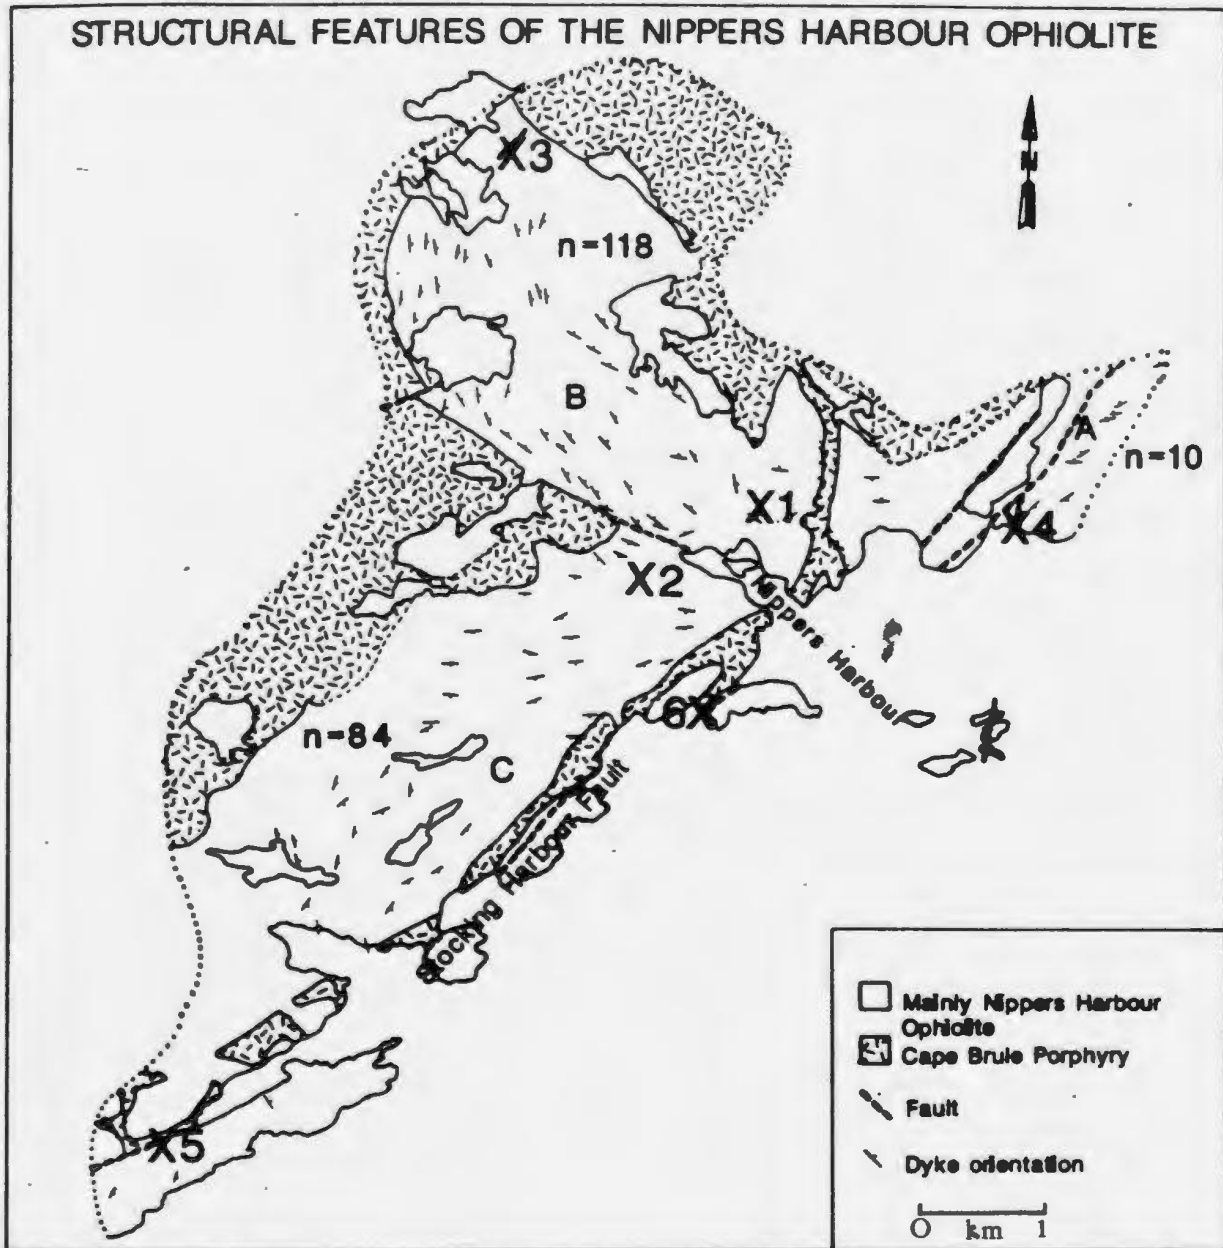 STRUCTURAL FEATURES OF THE NIPPERS HARBOUR OPHIOLITE
X3
N
n=118
B
A
n=10
X1
X4
X2
Nippers Harbour
6X
n=84
C
Stocking Harbour Fault
X5
Mainly Nippers Harbour
Ophiolite
Cape Brule Porphyry
Fault
Dyke orientation
O km 1